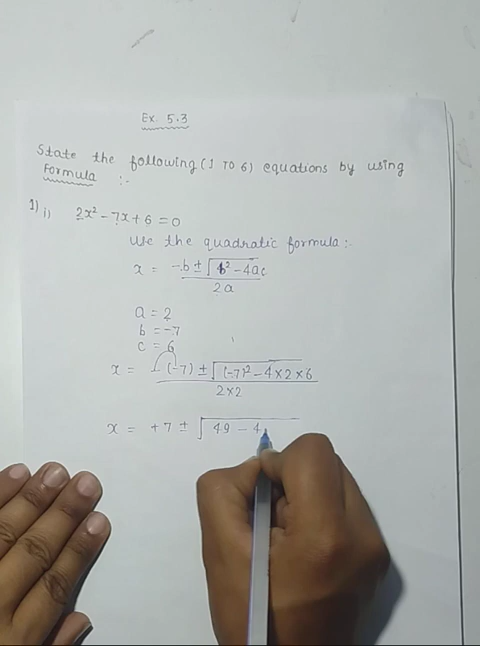 Ex. 5.3
State the following (1 TO 6) equations by using
Formula :-
1) i) 2x² - 7x + 6 = 0
Use the quadratic formula:-
x = -b ± √b² - 4ac
2a
a = 2
b = -7
c = 6
x = -(-7) ± √(-7)² - 4×2×6
2×2
x = +7 ± √49 - 4